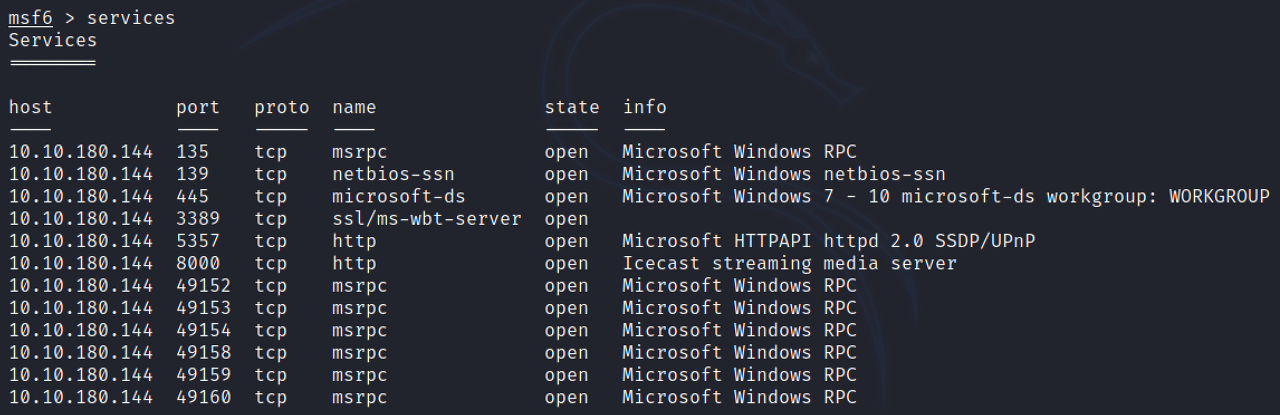 msf6 > services
Services
========
host port proto name state info
---- ---- ----- ---- ----- ----
10.10.180.144 135 tcp msrpc open Microsoft Windows RPC
10.10.180.144 139 tcp netbios-ssn open Microsoft Windows netbios-ssn
10.10.180.144 445 tcp microsoft-ds open Microsoft Windows 7 - 10 microsoft-ds workgroup: WORKGROUP
10.10.180.144 3389 tcp ssl/ms-wbt-server open
10.10.180.144 5357 tcp http open Microsoft HTTPAPI httpd 2.0 SSDP/UPnP
10.10.180.144 8000 tcp http open Icecast streaming media server
10.10.180.144 49152 tcp msrpc open Microsoft Windows RPC
10.10.180.144 49153 tcp msrpc open Microsoft Windows RPC
10.10.180.144 49154 tcp msrpc open Microsoft Windows RPC
10.10.180.144 49158 tcp msrpc open Microsoft Windows RPC
10.10.180.144 49159 tcp msrpc open Microsoft Windows RPC
10.10.180.144 49160 tcp msrpc open Microsoft Windows RPC